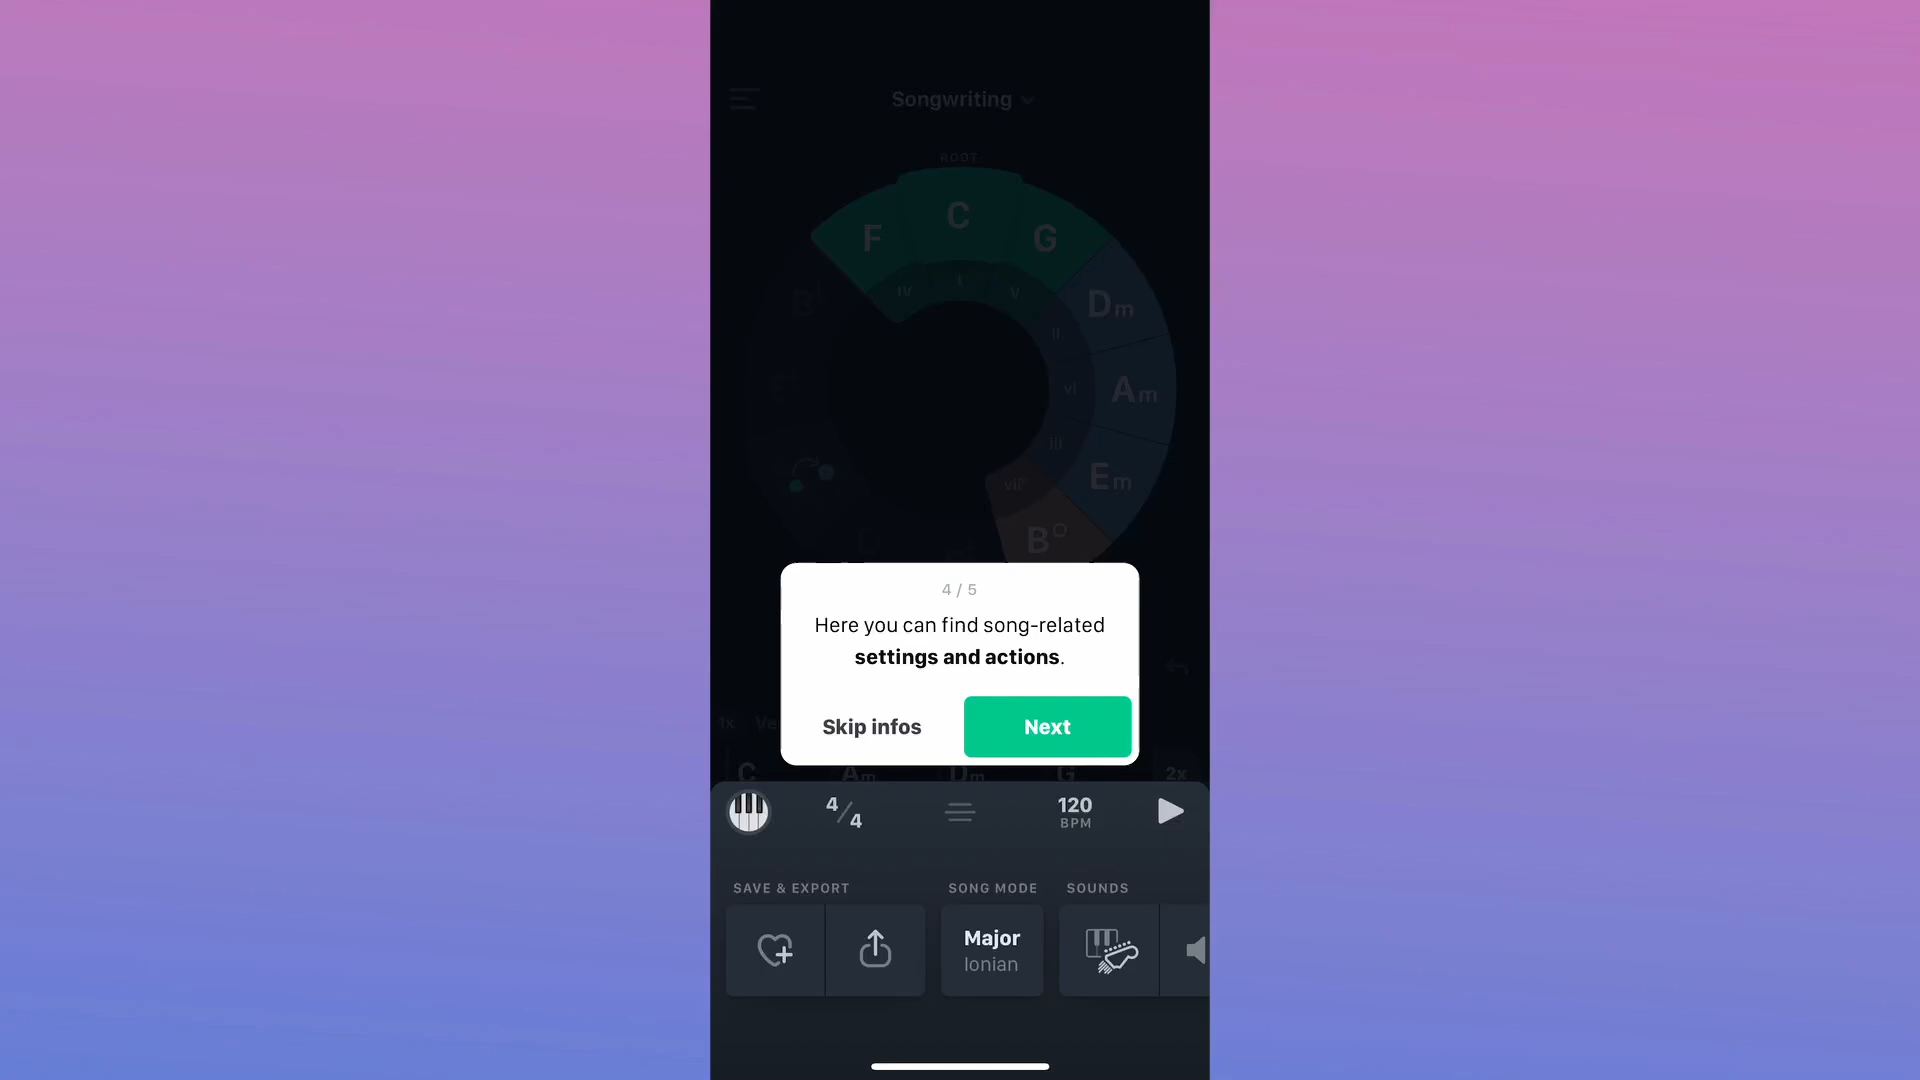 Songwriting
ROOT
F
C
G
IV
I
V
Dm
ii
vi
Am
iii
Em
vii°
B°
4 / 5
Here you can find song-related
settings and actions.
Skip infos
Next
1x
Ve
C
Am
Dm
G
2x
4/4
120
BPM
SAVE & EXPORT
SONG MODE
SOUNDS
Major
Ionian